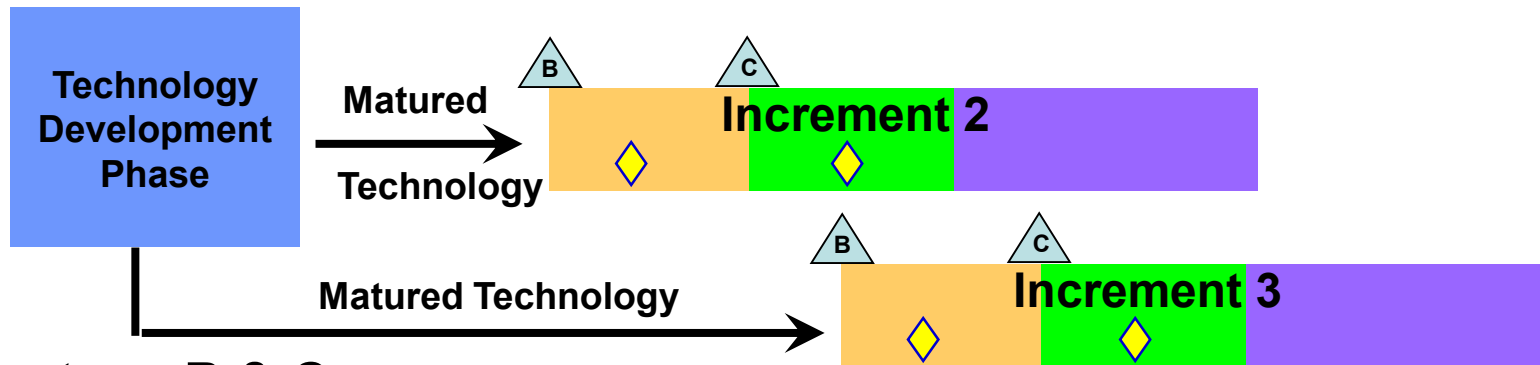 Technology
Development
Phase
Matured
Technology
B
C
Increment 2
B
C
Increment 3
Matured Technology